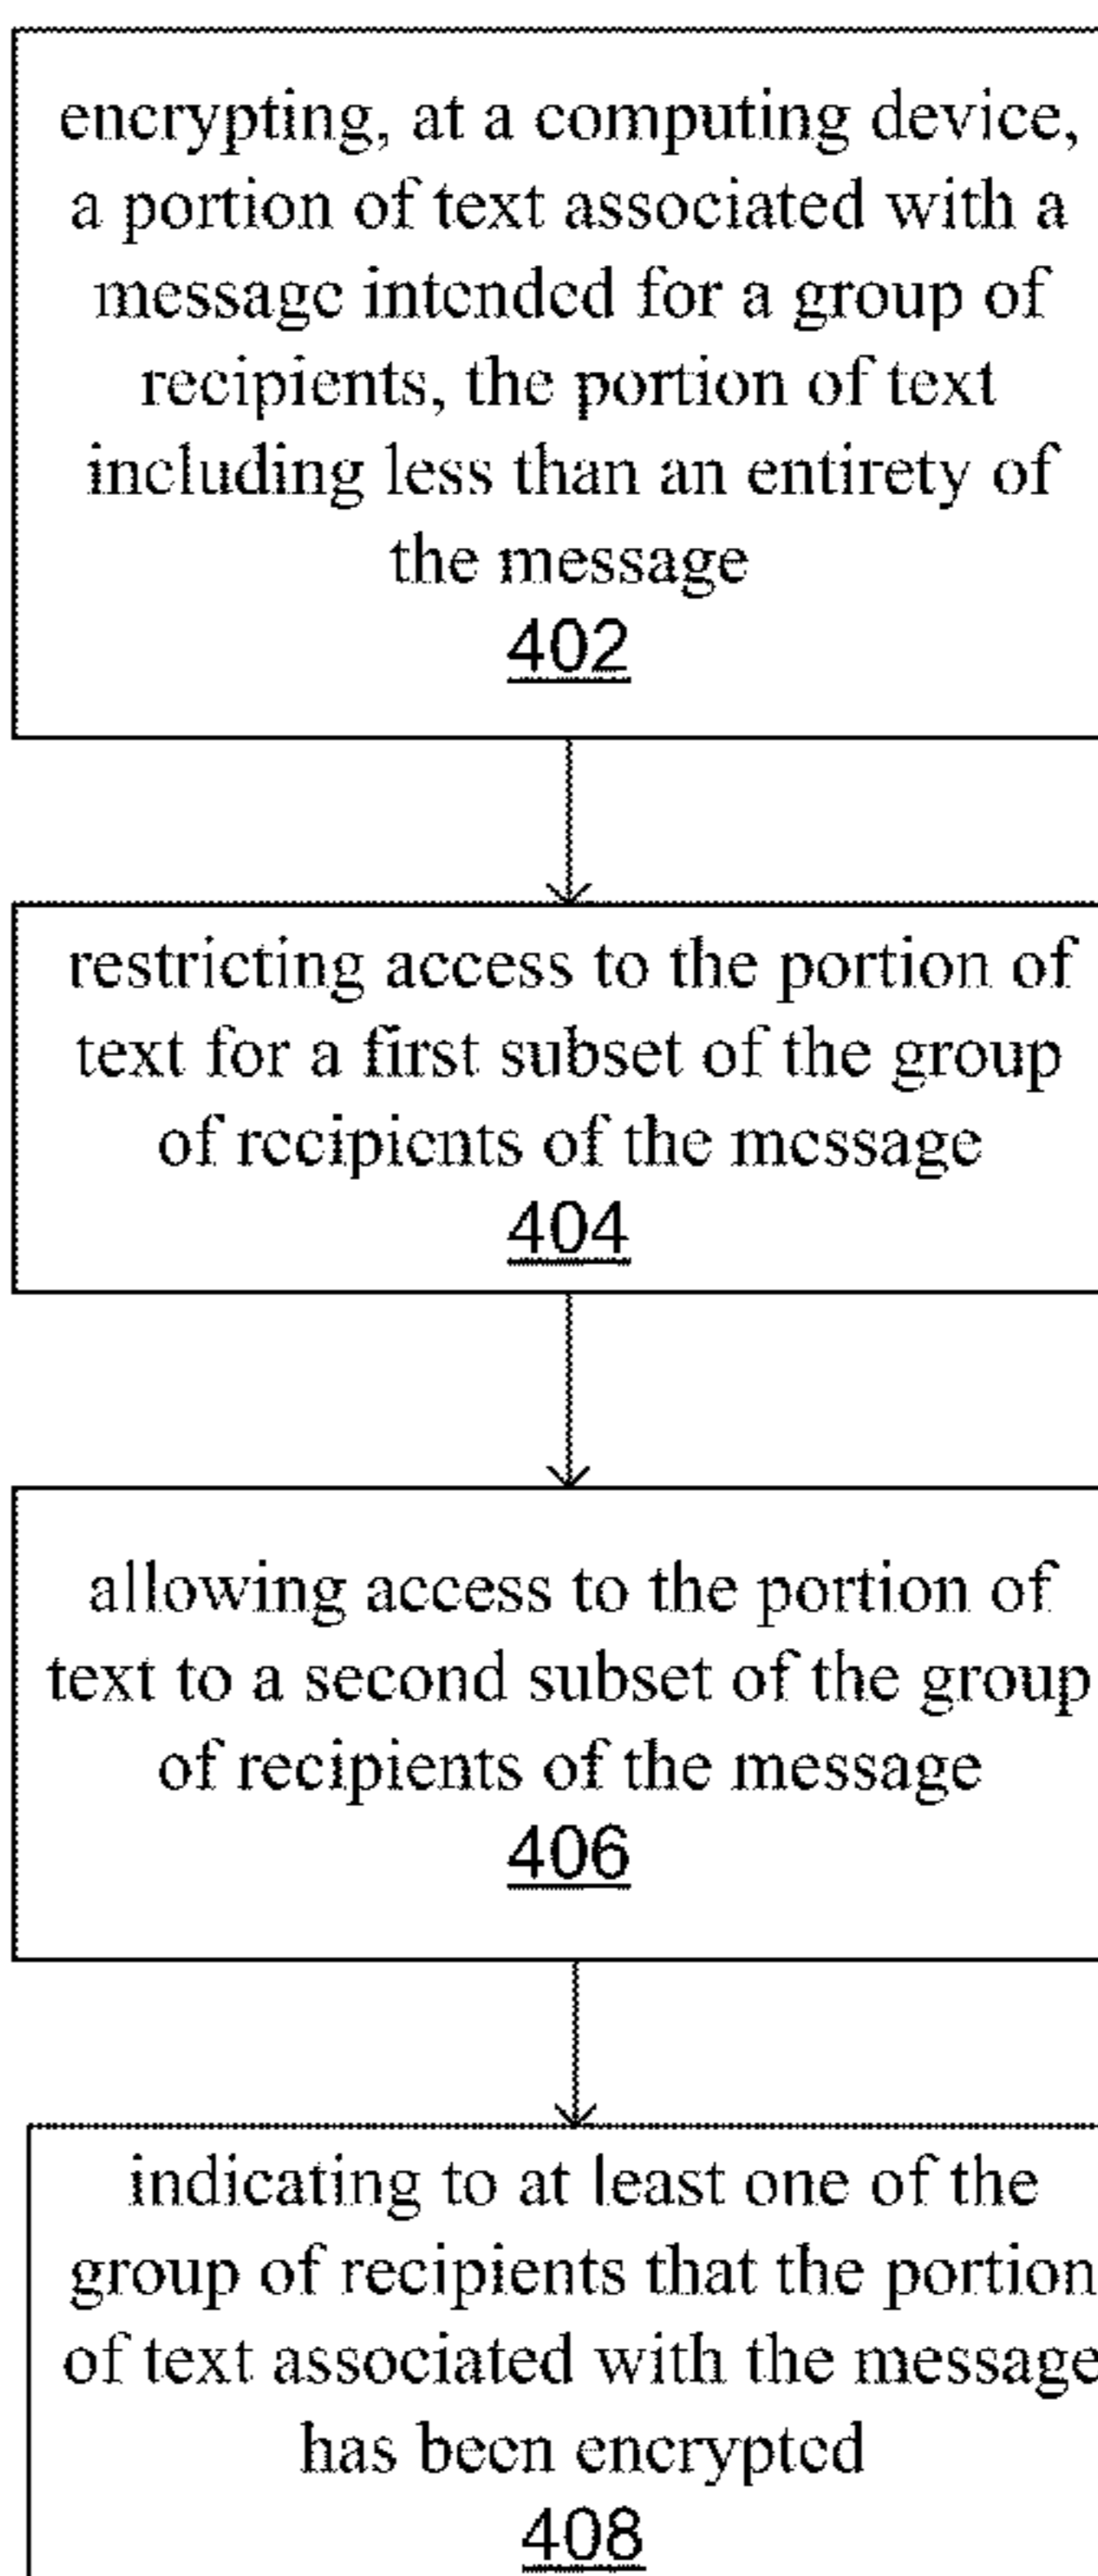 encrypting, at a computing device,
a portion of text associated with a
message intended for a group of
recipients, the portion of text
including less than an entirety of
the message
402
restricting access to the portion of
text for a first subset of the group
of recipients of the message
404
allowing access to the portion of
text to a second subset of the group
of recipients of the message
406
indicating to at least one of the
group of recipients that the portion
of text associated with the message
has been encrypted
408